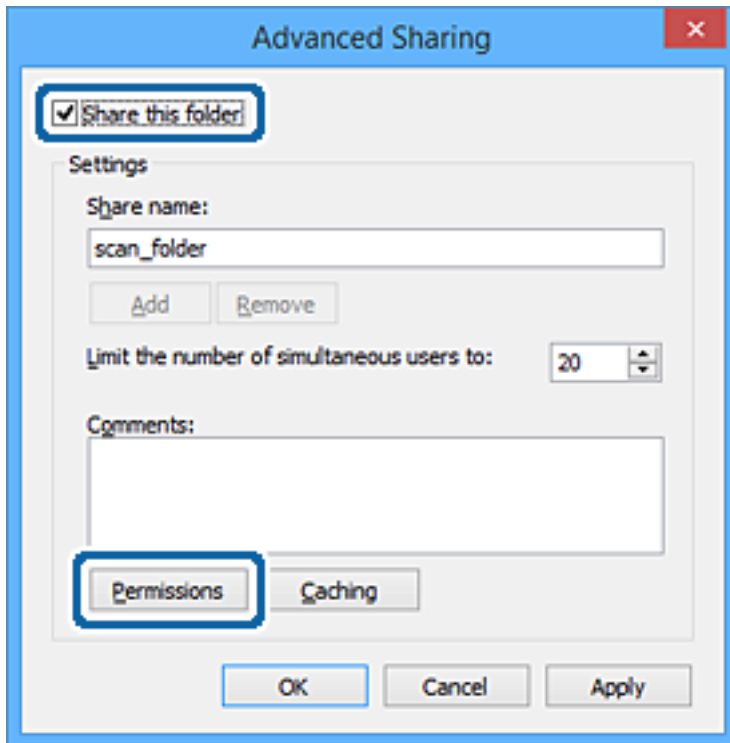 Advanced Sharing
Share this folder
Settings
Share name:
scan_folder
Add Remove
Limit the number of simultaneous users to: 20
Comments:
Permissions Caching
OK Cancel Apply